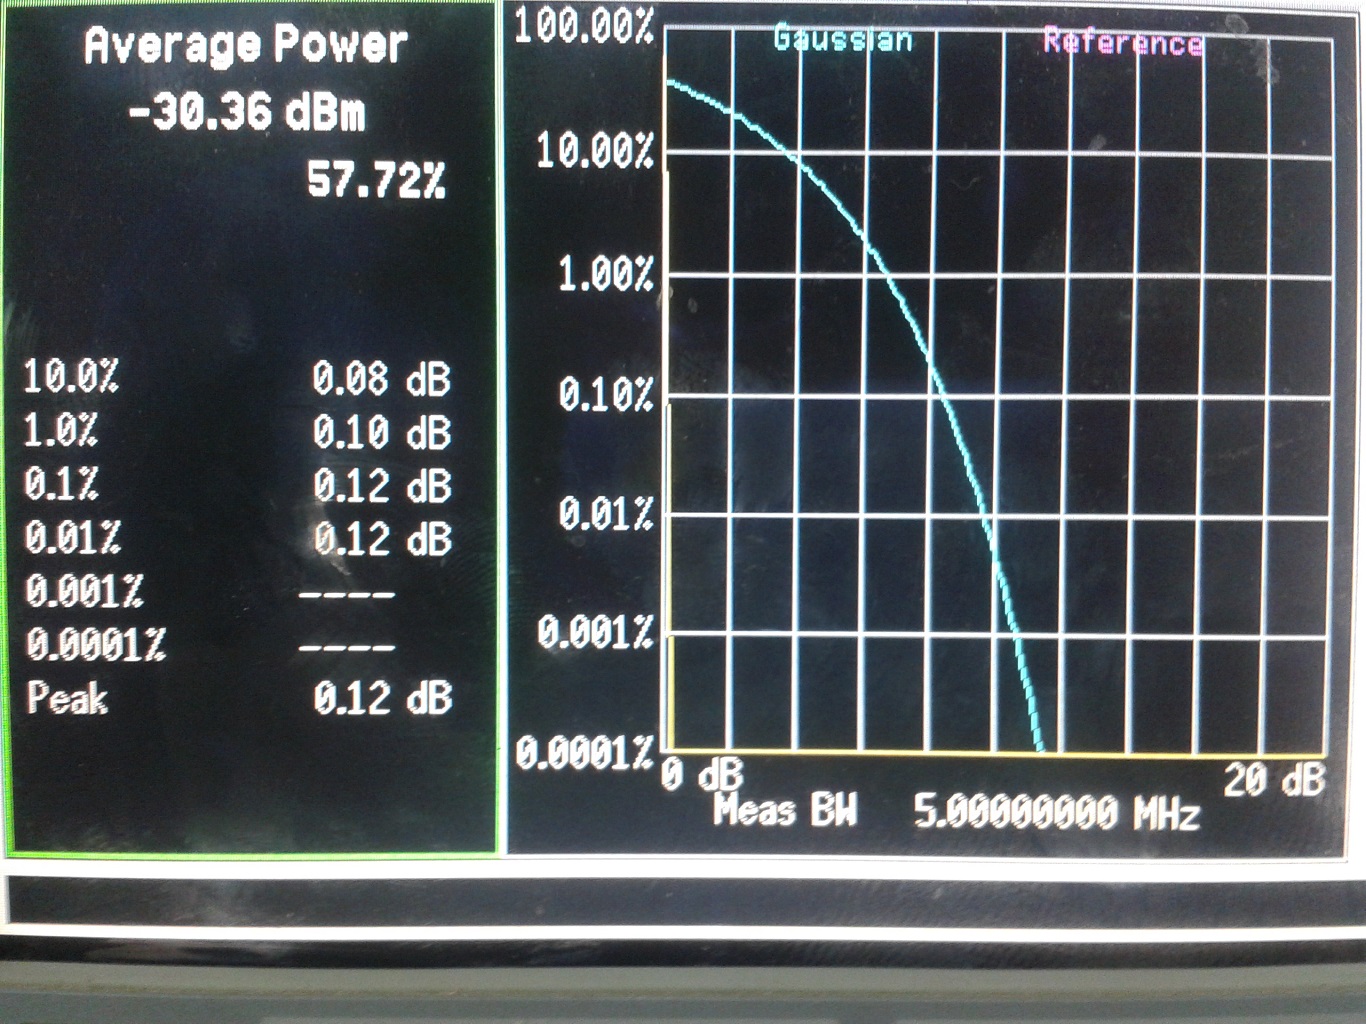 Average Power
-30.36 dBm
57.72%
10.0% 0.08 dB
1.0% 0.10 dB
0.1% 0.12 dB
0.01% 0.12 dB
0.001% ----
0.0001% ----
Peak 0.12 dB
Gaussian Reference
100.00%
10.00%
1.00%
0.10%
0.01%
0.001%
0.0001%
0 dB 20 dB
Meas BW 5.00000000 MHz